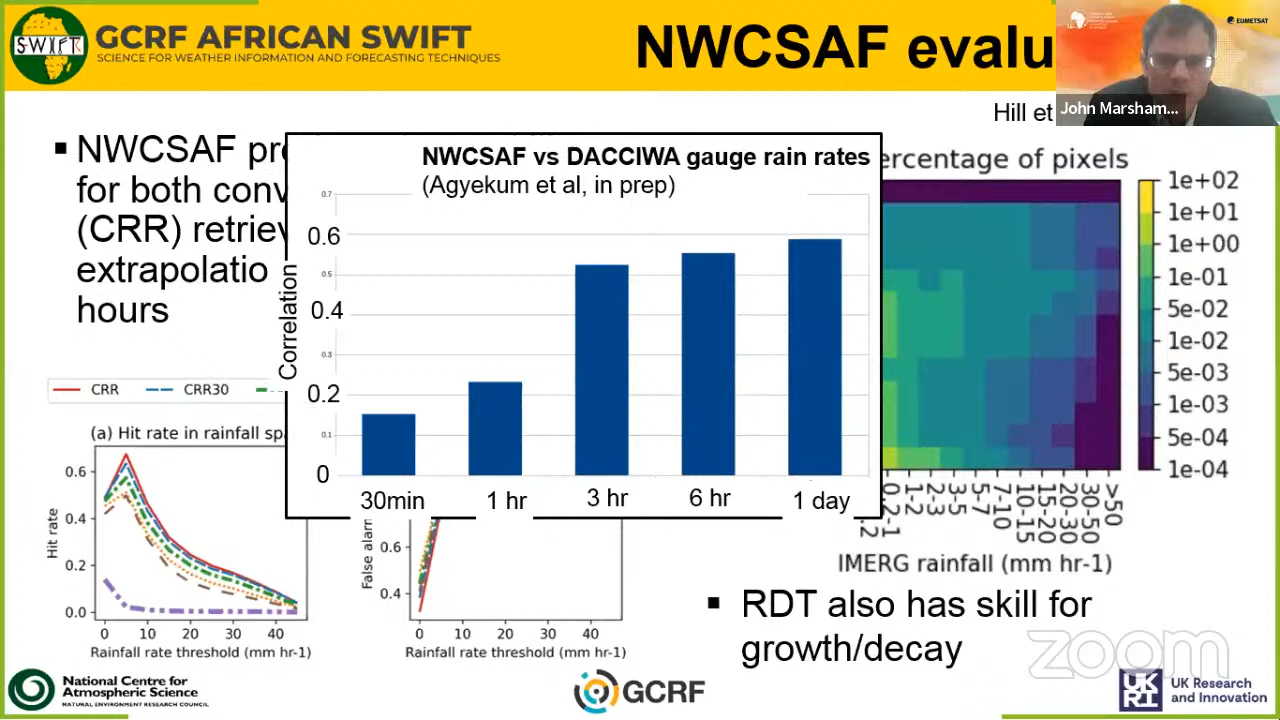 SWIFT
GCRF AFRICAN SWIFT
SCIENCE FOR WEATHER INFORMATION AND FORECASTING TECHNIQUES
NWCSAF evalu
EUMETSAT
John Marsham...
Hill et
▪ NWCSAF pr
for both conv
(CRR) retriev
extrapolatio
hours
NWCSAF vs DACCIWA gauge rain rates
(Agyekum et al, in prep)
Correlation
0.7
0.6
0.5
0.4
0.3
0.2
0.1
0
30min 1 hr 3 hr 6 hr 1 day
ercentage of pixels
1e+02
1e+01
1e+00
1e-01
5e-02
1e-02
5e-03
1e-03
5e-04
1e-04
0.2-1 1-2 2-3 3-5 5-7 7-10 10-15 15-20 20-30 30-50 >50
IMERG rainfall (mm hr-1)
CRR CRR30
(a) Hit rate in rainfall spa
Hit rate
0.6
0.4
0.2
0.0
0 10 20 30 40
Rainfall rate threshold (mm hr-1)
False alarm
0.6
0.4
0 10 20 30 40
Rainfall rate threshold (mm hr-1)
▪ RDT also has skill for
growth/decay
zoom
National Centre for
Atmospheric Science
NATURAL ENVIRONMENT RESEARCH COUNCIL
GCRF
UKRI
UK Research
and Innovation